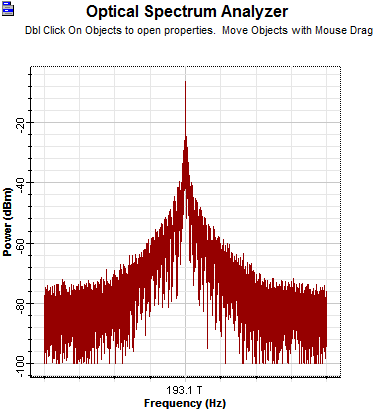 Optical Spectrum Analyzer
Dbl Click On Objects to open properties. Move Objects with Mouse Drag
Power (dBm)
-20
-40
-60
-80
-100
193.1 T
Frequency (Hz)